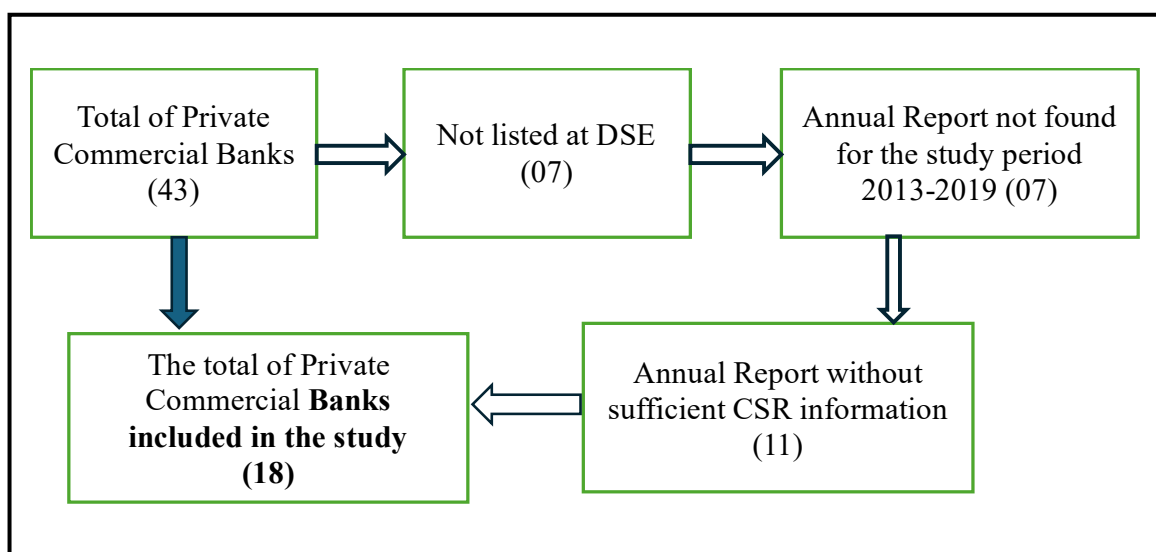 Total of Private
Commercial Banks
(43)
Not listed at DSE
(07)
Annual Report not found
for the study period
2013-2019 (07)
The total of Private
Commercial Banks
included in the study
(18)
Annual Report without
sufficient CSR information
(11)